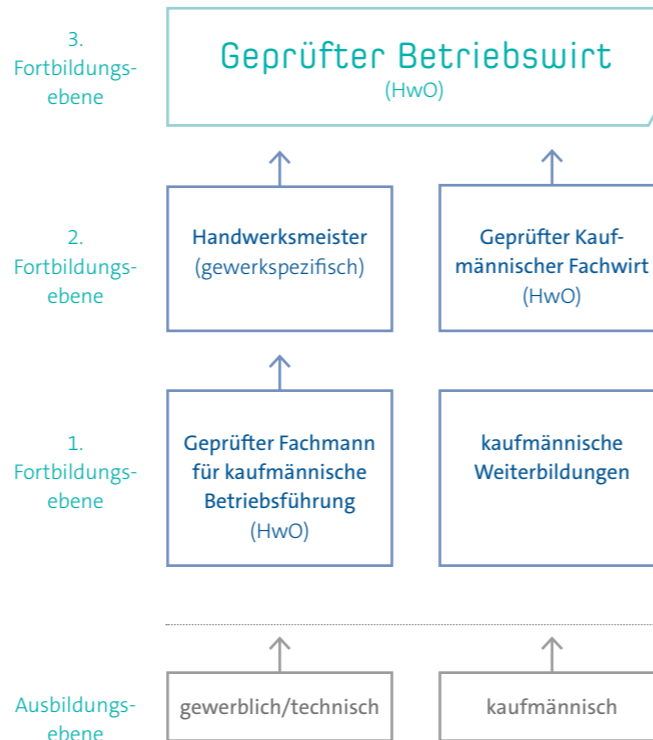 3.
Fortbildungs-
ebene
Geprüfter Betriebswirt
(HwO)
2.
Fortbildungs-
ebene
Handwerksmeister
(gewerkspezifisch)
Geprüfter Kauf-
männischer Fachwirt
(HwO)
1.
Fortbildungs-
ebene
Geprüfter Fachmann
für kaufmännische
Betriebsführung
(HwO)
kaufmännische
Weiterbildungen
Ausbildungs-
ebene
gewerblich/technisch
kaufmännisch